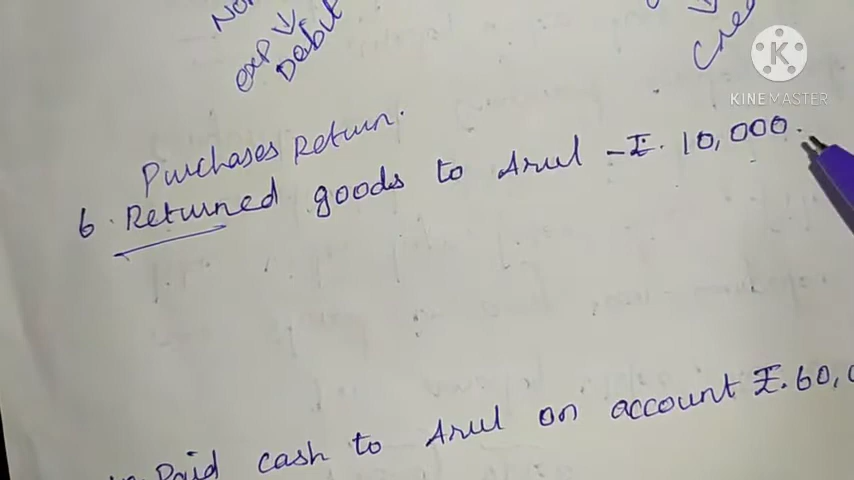 exp
Debit
KINEMASTER
Purchases Return.
6. Returned goods to Arul - ₹. 10,000.
Paid cash to Arul on account ₹. 60,